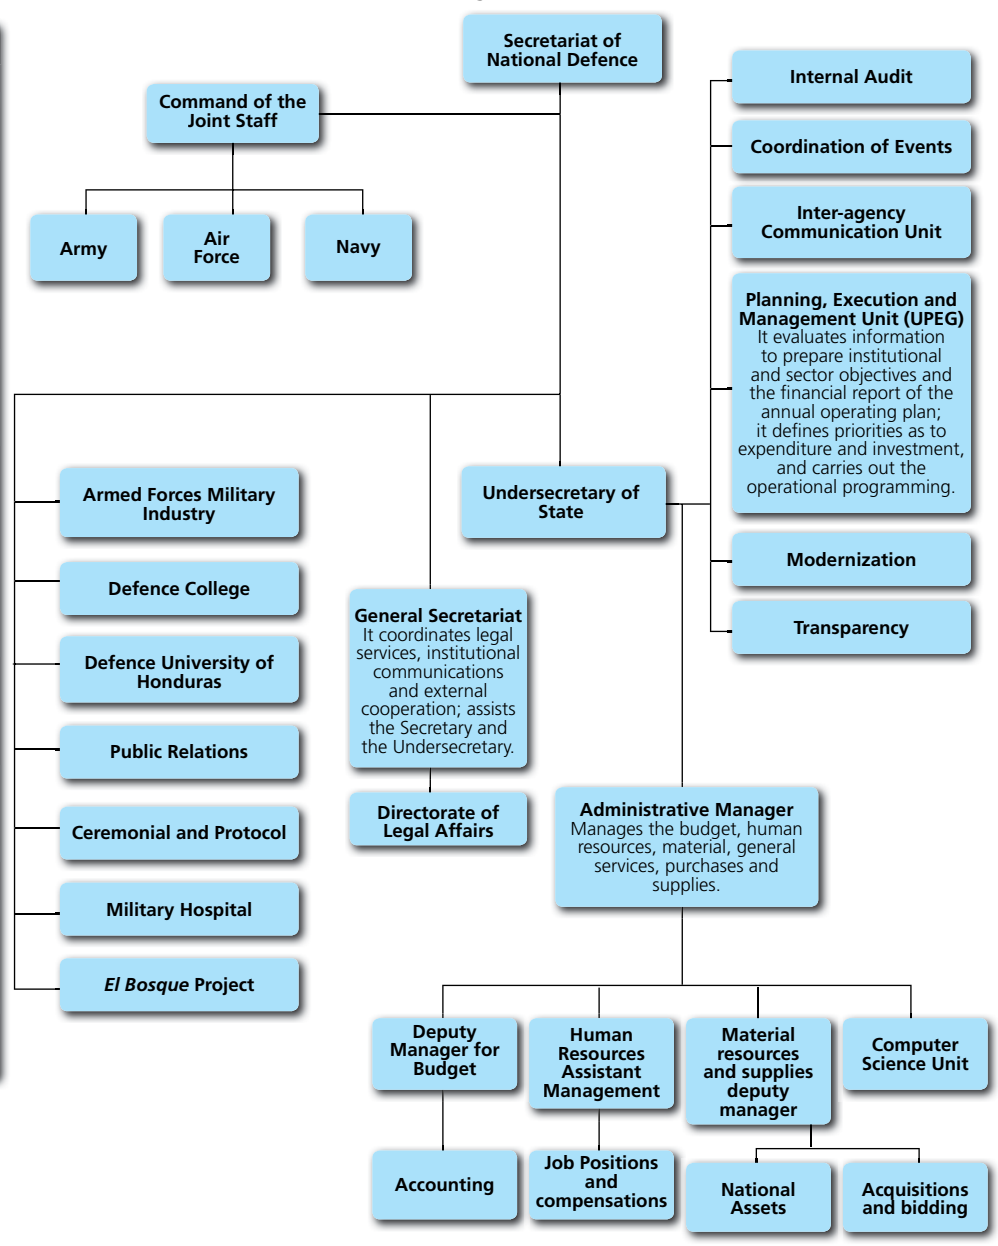 Secretariat of
National Defence
Command of the
Joint Staff
Army
Air
Force
Navy
Internal Audit
Coordination of Events
Inter-agency
Communication Unit
Planning, Execution and
Management Unit (UPEG)
It evaluates information
to prepare institutional
and sector objectives and
the financial report of the
annual operating plan;
it defines priorities as to
expenditure and investment,
and carries out the
operational programming.
Modernization
Transparency
Undersecretary of
State
Armed Forces Military
Industry
Defence College
Defence University of
Honduras
Public Relations
Ceremonial and Protocol
Military Hospital
El Bosque Project
General Secretariat
It coordinates legal
services, institutional
communications
and external
cooperation; assists
the Secretary and
the Undersecretary.
Directorate of
Legal Affairs
Administrative Manager
Manages the budget, human
resources, material, general
services, purchases and
supplies.
Deputy
Manager for
Budget
Human
Resources
Assistant
Management
Material
resources
and supplies
deputy
manager
Computer
Science Unit
Accounting
Job Positions
and
compensations
National
Assets
Acquisitions
and bidding